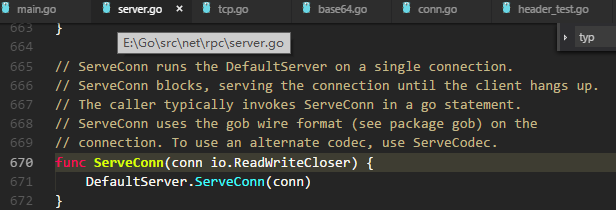 main.go server.go × tcp.go base64.go conn.go header_test.go
663 }
E:\Go\src\net\rpc\server.go
typ
664
665 // ServeConn runs the DefaultServer on a single connection.
666 // ServeConn blocks, serving the connection until the client hangs up.
667 // The caller typically invokes ServeConn in a go statement.
668 // ServeConn uses the gob wire format (see package gob) on the
669 // connection. To use an alternate codec, use ServeCodec.
670 func ServeConn(conn io.ReadWriteCloser) {
671 DefaultServer.ServeConn(conn)
672 }